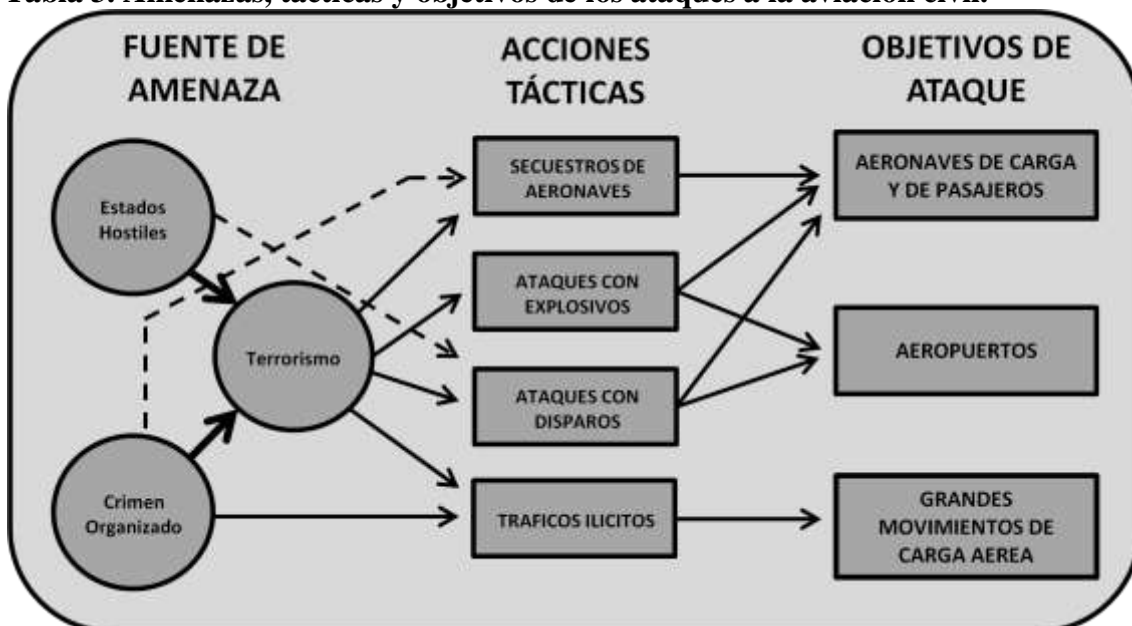 Tabla 3. Amenazas, tácticas y objetivos de los ataques a la aviación civil.
FUENTE DE
AMENAZA
ACCIONES
TÁCTICAS
OBJETIVOS DE
ATAQUE
Estados
Hostiles
Terrorismo
Crimen
Organizado
SECUESTROS DE
AERONAVES
ATAQUES CON
EXPLOSIVOS
ATAQUES CON
DISPAROS
TRAFICOS ILICITOS
AERONAVES DE CARGA
Y DE PASAJEROS
AEROPUERTOS
GRANDES
MOVIMIENTOS DE
CARGA AEREA